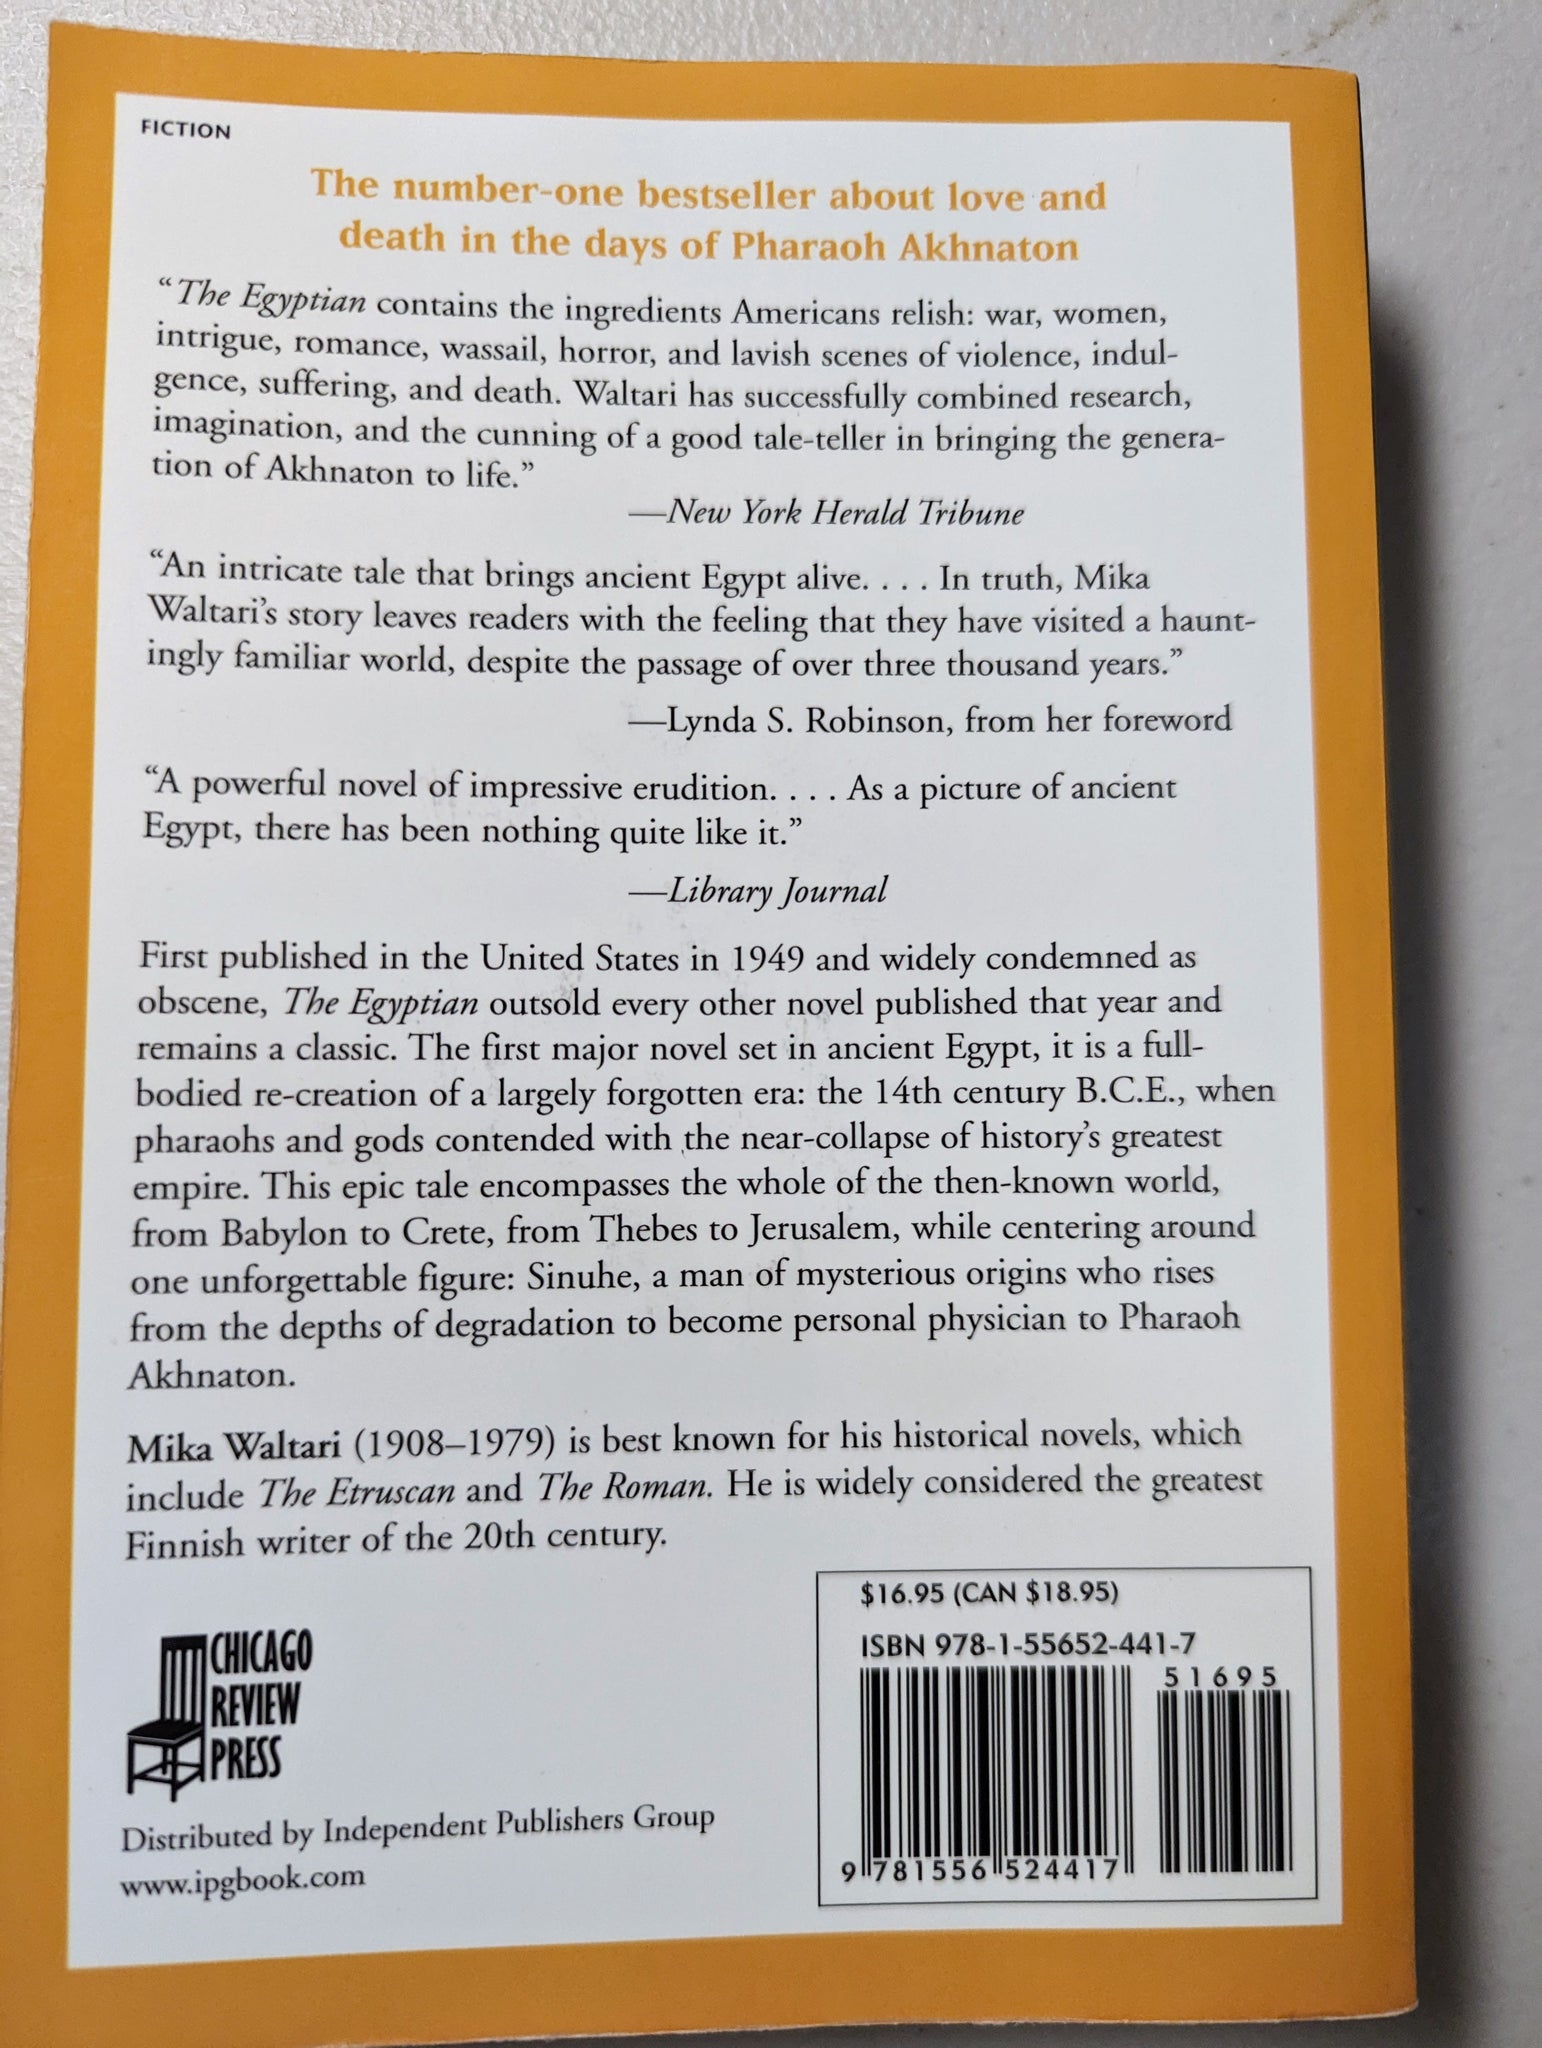 FICTION
The number-one bestseller about love and
death in the days of Pharaoh Akhnaton
“The Egyptian contains the ingredients Americans relish: war, women,
intrigue, romance, wassail, horror, and lavish scenes of violence, indul-
gence, suffering, and death. Waltari has successfully combined research,
imagination, and the cunning of a good tale-teller in bringing the genera-
tion of Akhnaton to life.”
—New York Herald Tribune
“An intricate tale that brings ancient Egypt alive. . . . In truth, Mika
Waltari’s story leaves readers with the feeling that they have visited a haunt-
ingly familiar world, despite the passage of over three thousand years.”
—Lynda S. Robinson, from her foreword
“A powerful novel of impressive erudition. . . . As a picture of ancient
Egypt, there has been nothing quite like it.”
—Library Journal
First published in the United States in 1949 and widely condemned as
obscene, The Egyptian outsold every other novel published that year and
remains a classic. The first major novel set in ancient Egypt, it is a full-
bodied re-creation of a largely forgotten era: the 14th century B.C.E., when
pharaohs and gods contended with the near-collapse of history’s greatest
empire. This epic tale encompasses the whole of the then-known world,
from Babylon to Crete, from Thebes to Jerusalem, while centering around
one unforgettable figure: Sinuhe, a man of mysterious origins who rises
from the depths of degradation to become personal physician to Pharaoh
Akhnaton.
Mika Waltari (1908–1979) is best known for his historical novels, which
include The Etruscan and The Roman. He is widely considered the greatest
Finnish writer of the 20th century.
CHICAGO
REVIEW
PRESS
Distributed by Independent Publishers Group
www.ipgbook.com
$16.95 (CAN $18.95)
ISBN 978-1-55652-441-7
51695
9 781556 524417